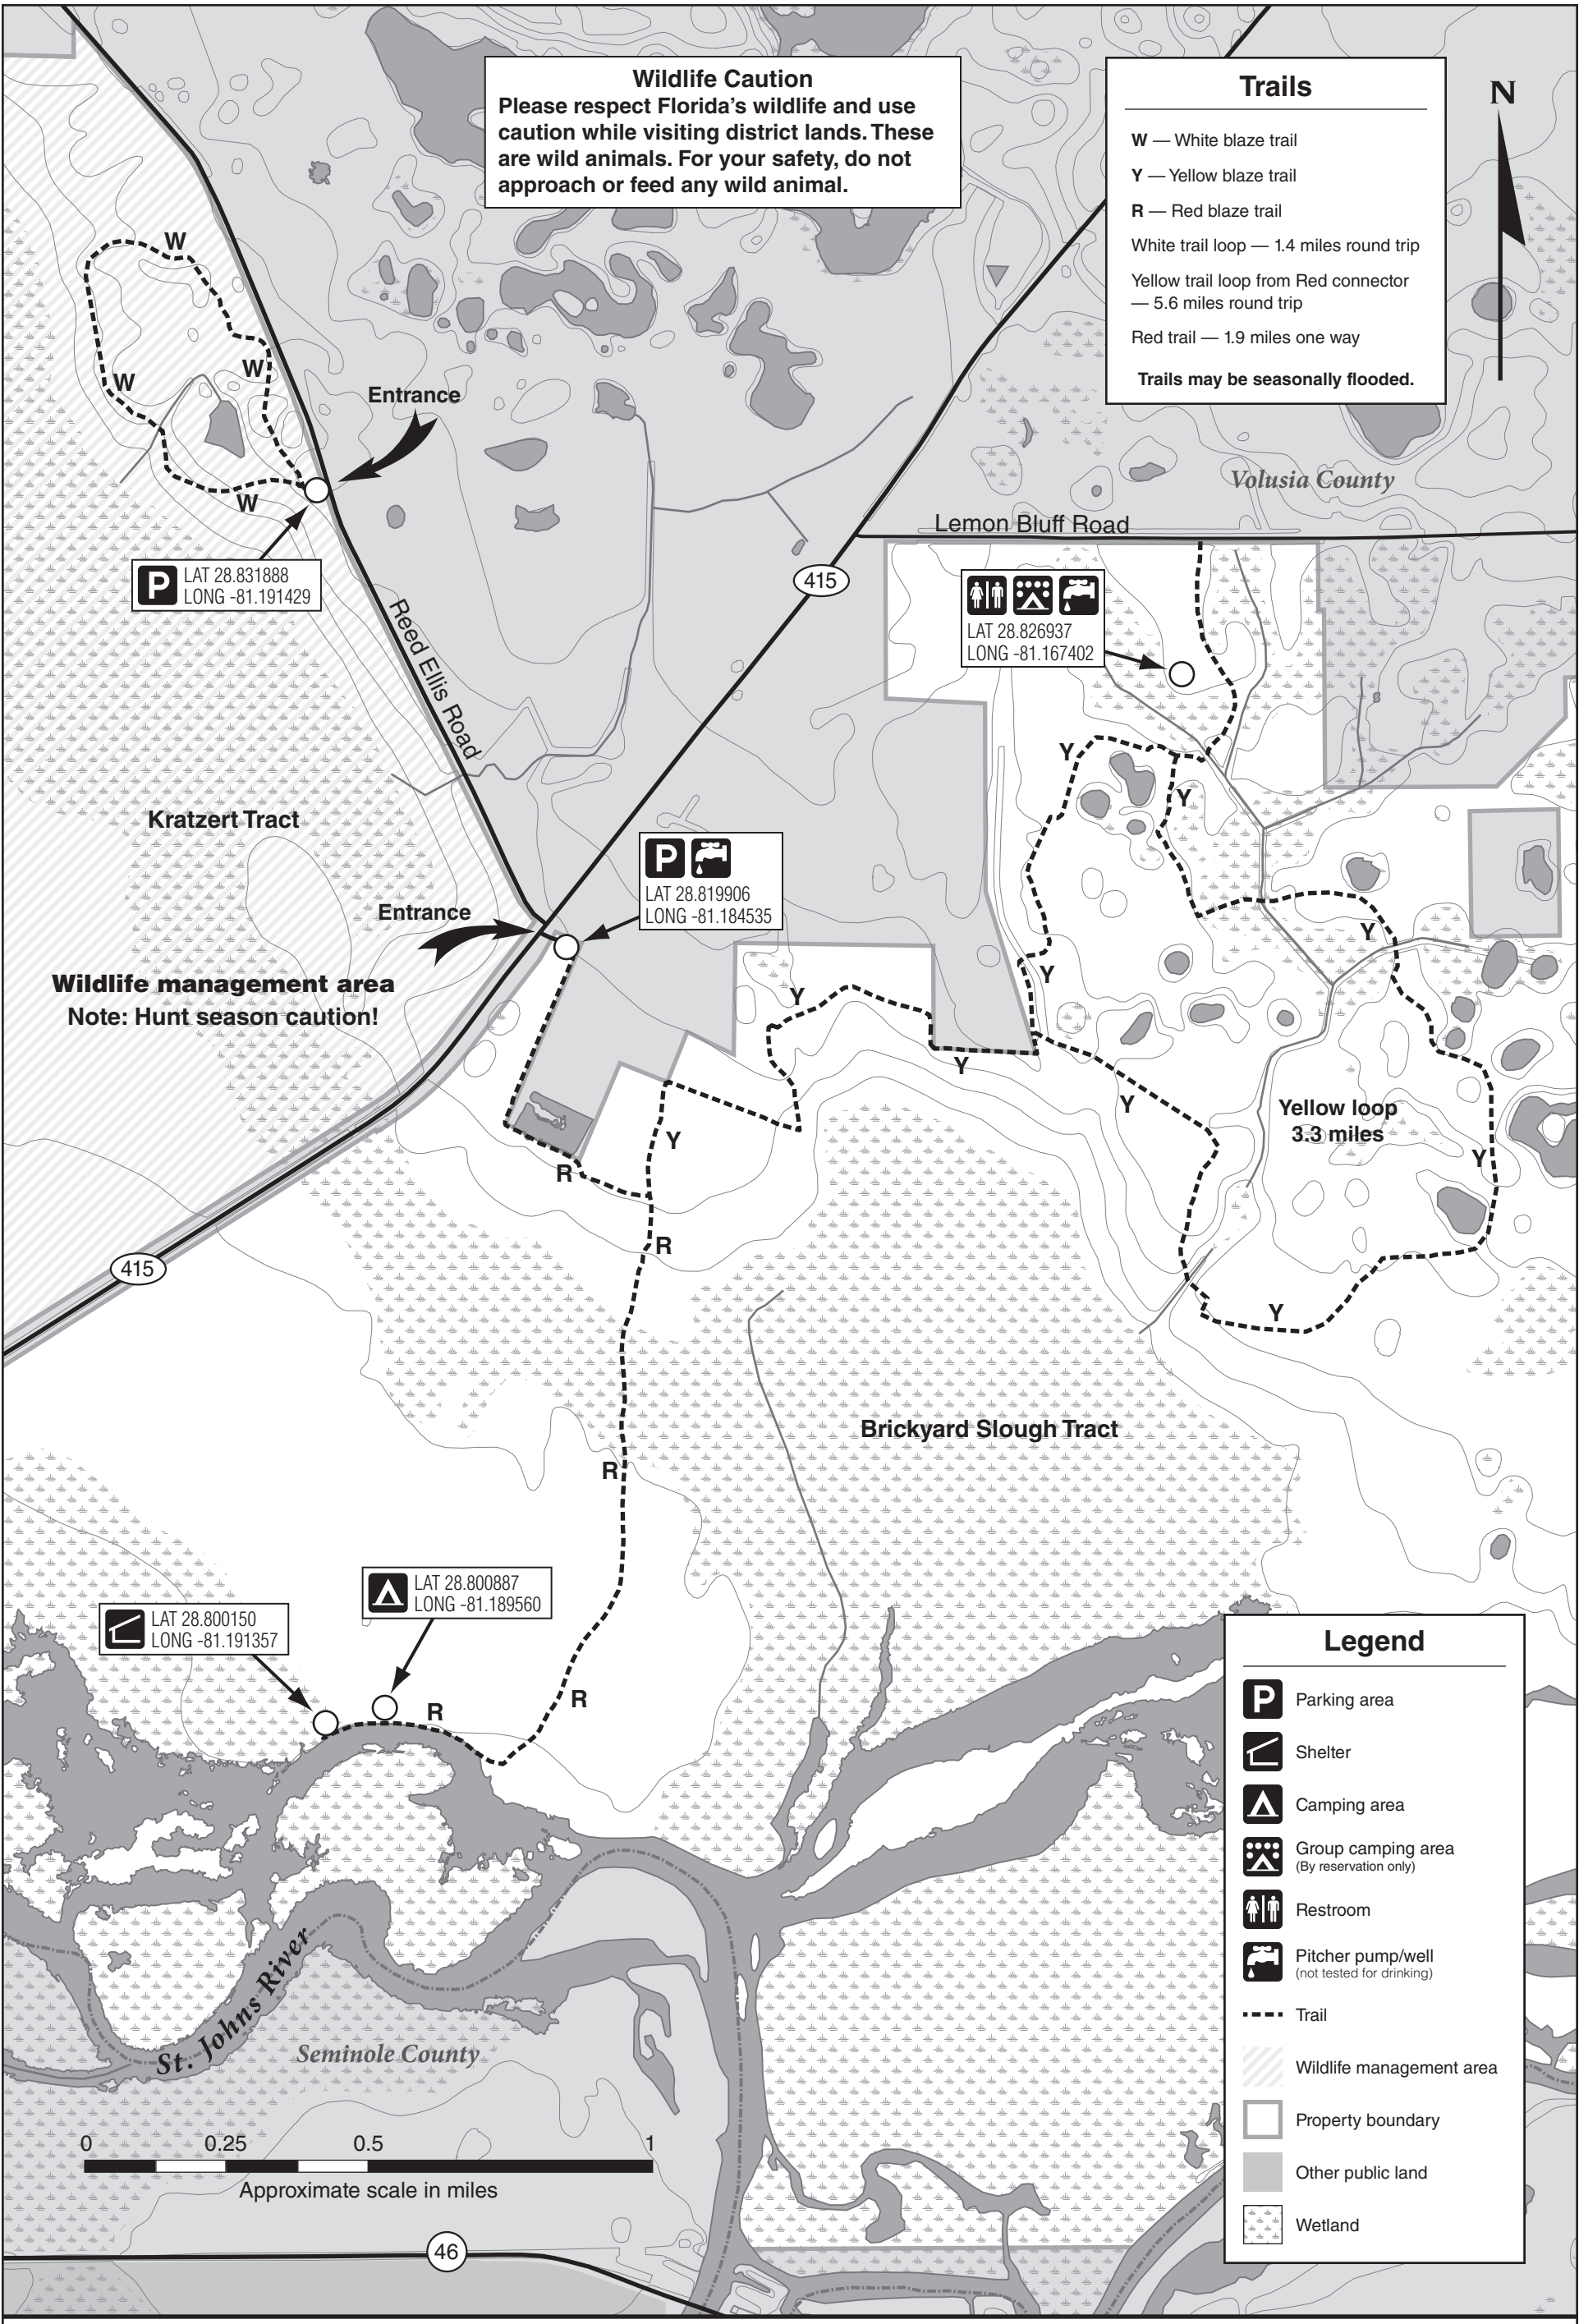 Wildlife Caution
Please respect Florida's wildlife and use
caution while visiting district lands. These
are wild animals. For your safety, do not
approach or feed any wild animal.
Trails
W — White blaze trail
Y — Yellow blaze trail
R — Red blaze trail
White trail loop — 1.4 miles round trip
Yellow trail loop from Red connector
— 5.6 miles round trip
Red trail — 1.9 miles one way
Trails may be seasonally flooded.
N
W
W
W
W
Entrance
P LAT 28.831888
LONG -81.191429
Reed Ellis Road
Volusia County
Lemon Bluff Road
415
LAT 28.826937
LONG -81.167402
Y
Y
Kratzert Tract
P
LAT 28.819906
LONG -81.184535
Entrance
Y
Wildlife management area
Note: Hunt season caution!
Y
Y
Y
Y
Yellow loop
3.3 miles
Y
Y
R
Y
R
415
Y
Brickyard Slough Tract
R
LAT 28.800887
LONG -81.189560
LAT 28.800150
LONG -81.191357
R
R
St. Johns River
Seminole County
0 0.25 0.5 1
Approximate scale in miles
46
Legend
P Parking area
Shelter
Camping area
Group camping area
(By reservation only)
Restroom
Pitcher pump/well
(not tested for drinking)
Trail
Wildlife management area
Property boundary
Other public land
Wetland